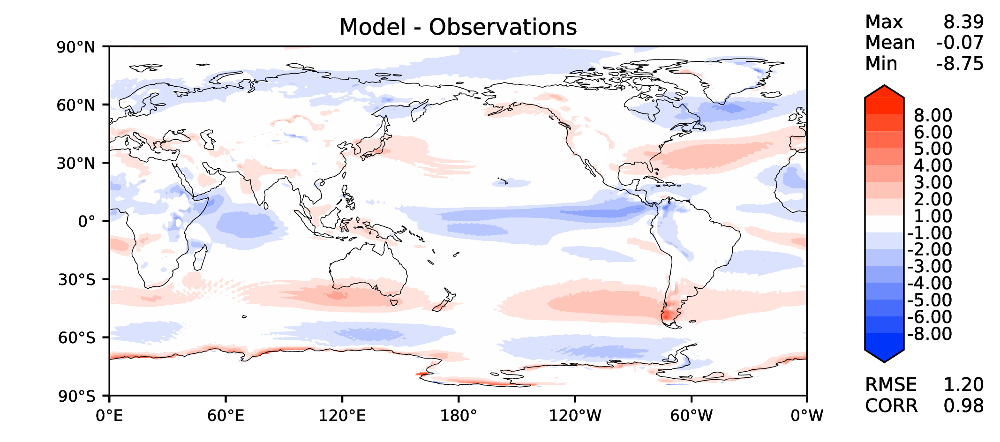 Model - Observations
Max 8.39
Mean -0.07
Min -8.75
90°N
60°N
30°N
0°
30°S
60°S
90°S
0°E 60°E 120°E 180° 120°W 60°W 0°W
8.00
6.00
5.00
4.00
3.00
2.00
1.00
-1.00
-2.00
-3.00
-4.00
-5.00
-6.00
-8.00
RMSE 1.20
CORR 0.98